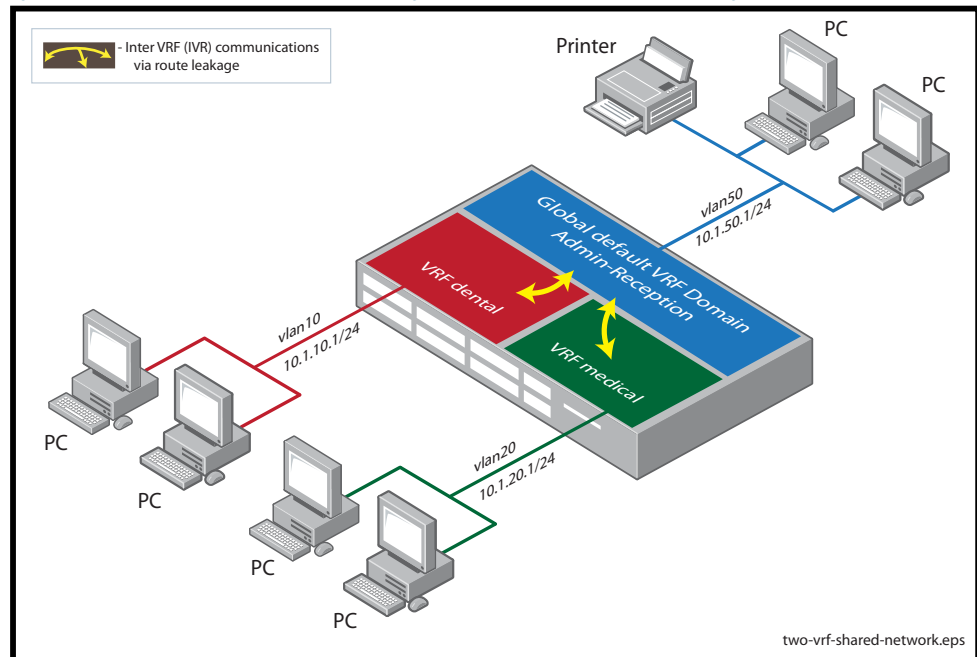 - Inter VRF (IVR) communications
via route leakage
Printer
PC
PC
vlan50
10.1.50.1/24
Global default VRF Domain
Admin-Reception
VRF dental
VRF medical
vlan10
10.1.10.1/24
PC
PC
vlan20
10.1.20.1/24
PC
PC
two-vrf-shared-network.eps